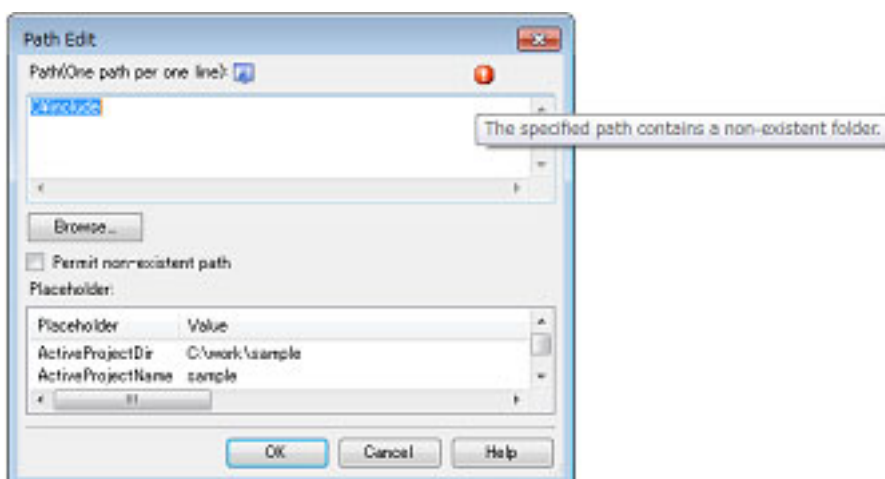 Path Edit
Path(One path per one line):
C:¥include
The specified path contains a non-existent folder.
Browse...
Permit non-existent path
Placeholder:
Placeholder Value
ActiveProjectDir C:\work\sample
ActiveProjectName sample
OK Cancel Help